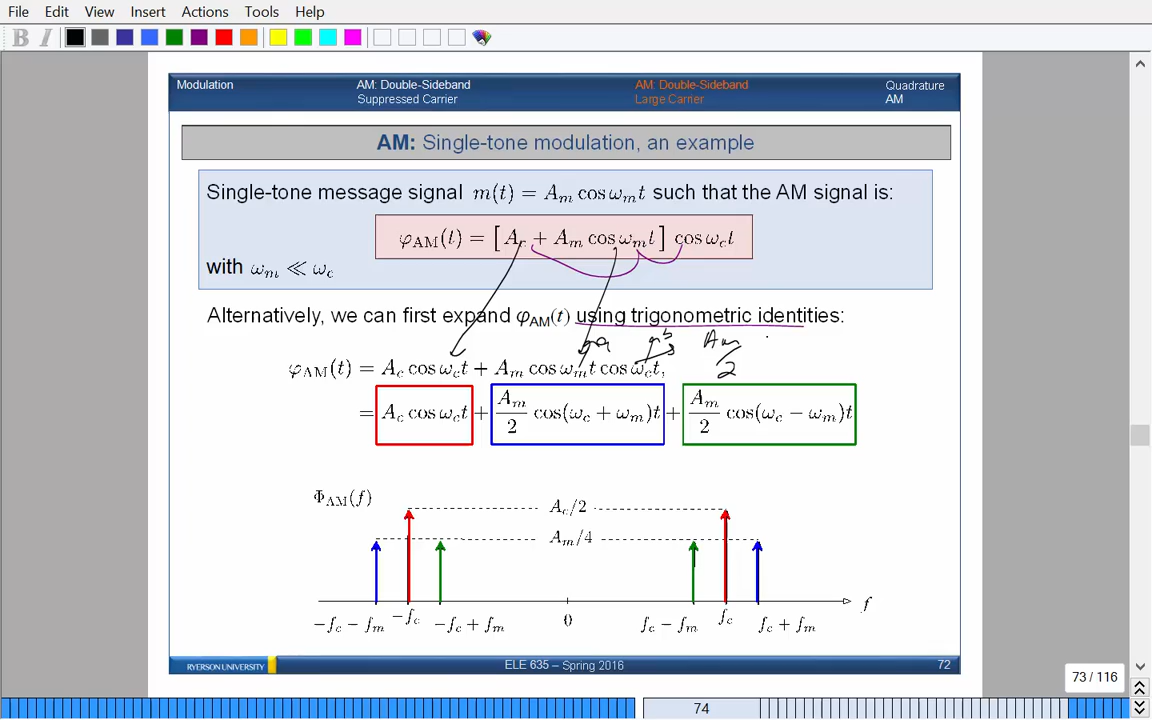 File Edit View Insert Actions Tools Help
B I
Modulation AM: Double-Sideband Suppressed Carrier AM: Double-Sideband Large Carrier Quadrature AM
AM: Single-tone modulation, an example
Single-tone message signal m(t) = A_m cos ω_m t such that the AM signal is:
φ_AM(t) = [A_c + A_m cos ω_m t] cos ω_c t
with ω_m ≪ ω_c
Alternatively, we can first expand φ_AM(t) using trigonometric identities:
A_m/2
φ_AM(t) = A_c cos ω_c t + A_m cos ω_m t cos ω_c t,
= A_c cos ω_c t + A_m/2 cos(ω_c + ω_m)t + A_m/2 cos(ω_c − ω_m)t
Φ_AM(f)
A_c/2
A_m/4
f
−f_c − f_m −f_c −f_c + f_m 0 f_c − f_m f_c f_c + f_m
RYERSON UNIVERSITY ELE 635 – Spring 2016 72
73 / 116
74